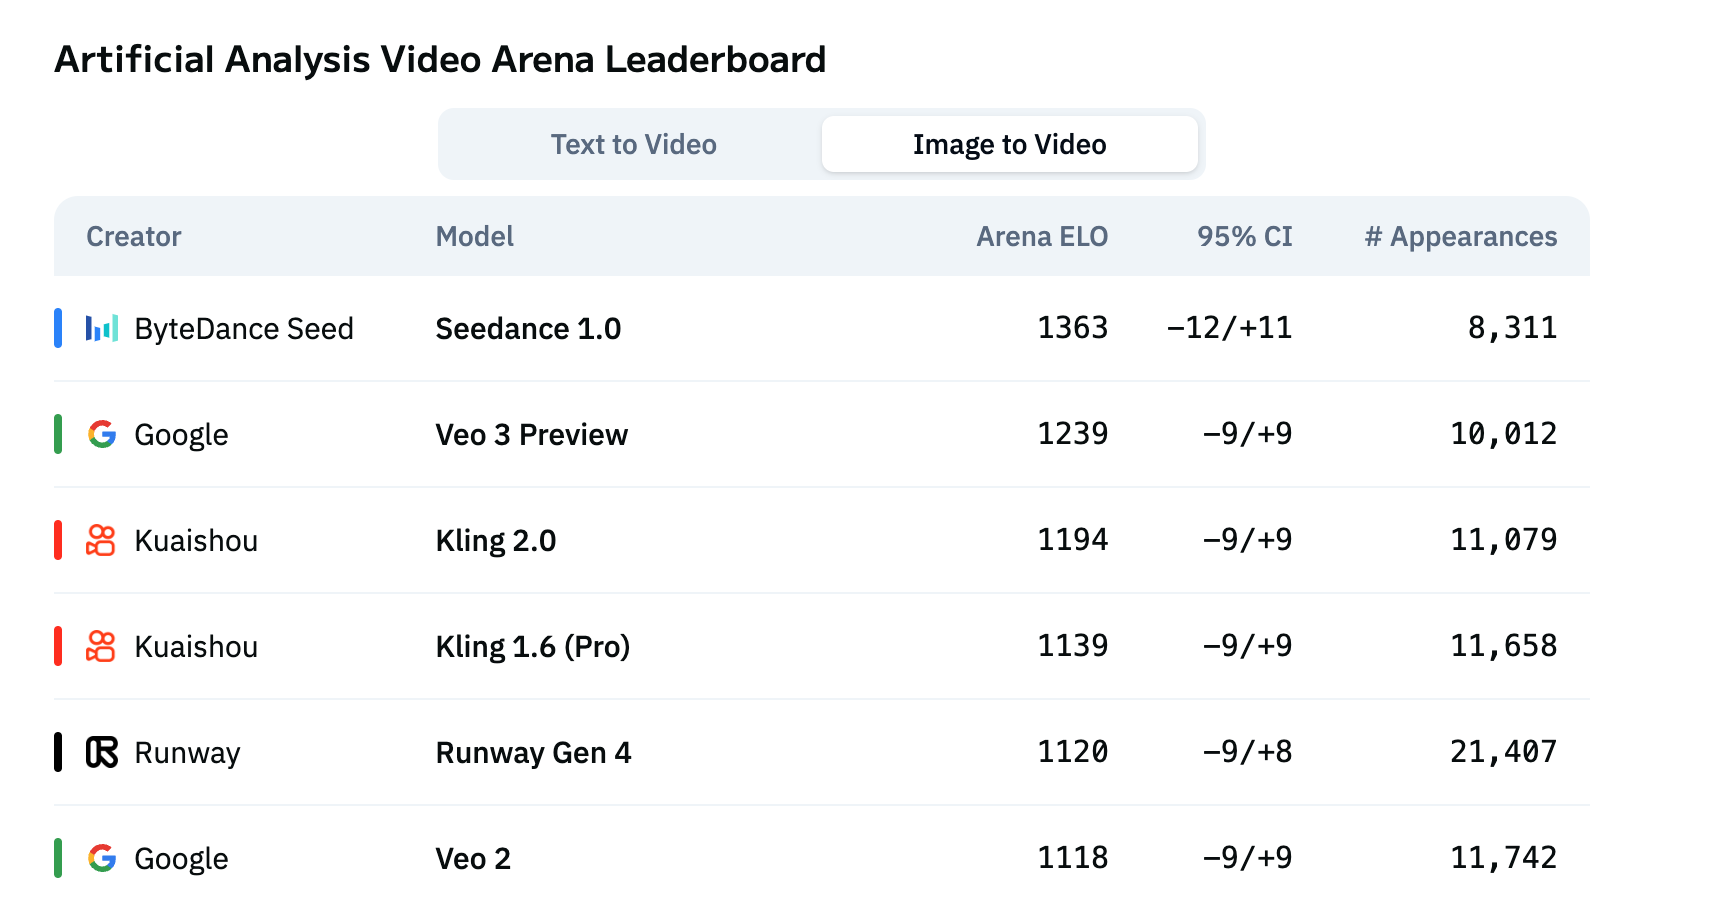 Artificial Analysis Video Arena Leaderboard
Text to Video Image to Video
Creator Model Arena ELO 95% CI # Appearances
ByteDance Seed Seedance 1.0 1363 −12/+11 8,311
Google Veo 3 Preview 1239 −9/+9 10,012
Kuaishou Kling 2.0 1194 −9/+9 11,079
Kuaishou Kling 1.6 (Pro) 1139 −9/+9 11,658
Runway Runway Gen 4 1120 −9/+8 21,407
Google Veo 2 1118 −9/+9 11,742